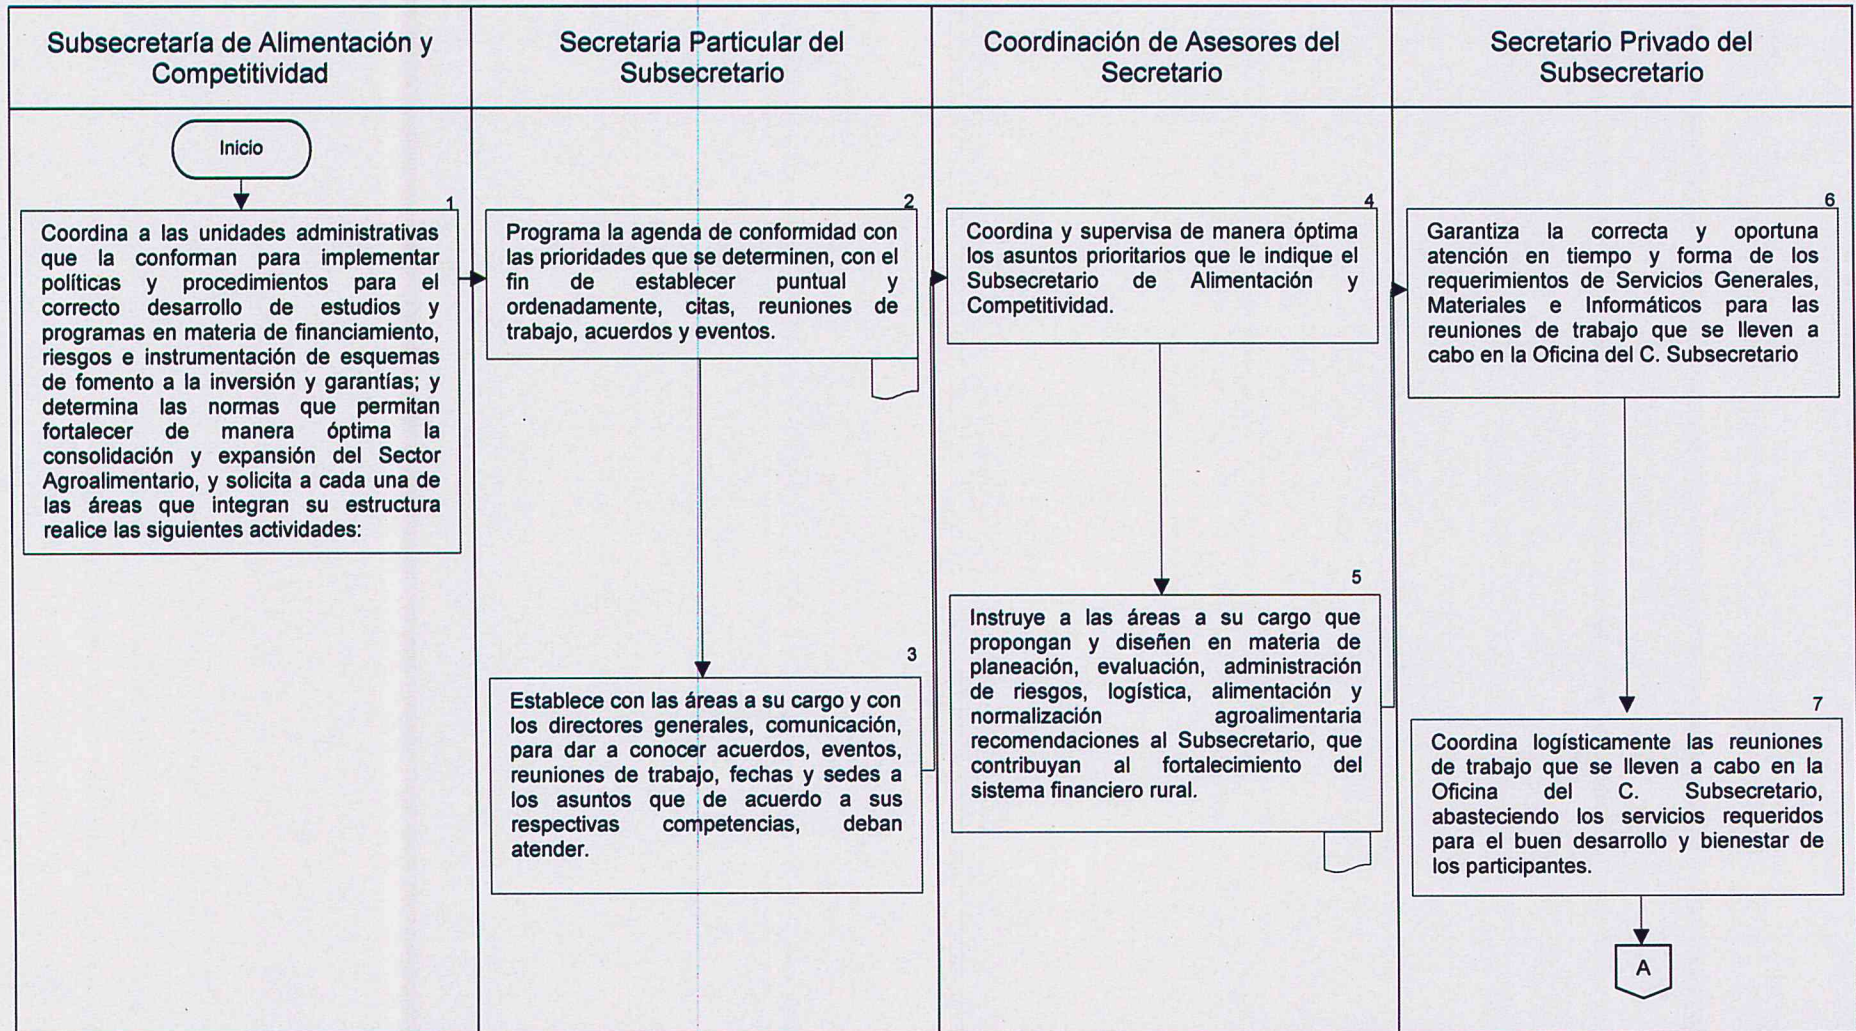 Subsecretaría de Alimentación y
Competitividad
Secretaria Particular del
Subsecretario
Coordinación de Asesores del
Secretario
Secretario Privado del
Subsecretario
Inicio
1
Coordina a las unidades administrativas
que la conforman para implementar
políticas y procedimientos para el
correcto desarrollo de estudios y
programas en materia de financiamiento,
riesgos e instrumentación de esquemas
de fomento a la inversión y garantías; y
determina las normas que permitan
fortalecer de manera óptima la
consolidación y expansión del Sector
Agroalimentario, y solicita a cada una de
las áreas que integran su estructura
realice las siguientes actividades:
2
Programa la agenda de conformidad con
las prioridades que se determinen, con el
fin de establecer puntual y
ordenadamente, citas, reuniones de
trabajo, acuerdos y eventos.
3
Establece con las áreas a su cargo y con
los directores generales, comunicación,
para dar a conocer acuerdos, eventos,
reuniones de trabajo, fechas y sedes a
los asuntos que de acuerdo a sus
respectivas competencias, deban
atender.
4
Coordina y supervisa de manera óptima
los asuntos prioritarios que le indique el
Subsecretario de Alimentación y
Competitividad.
5
Instruye a las áreas a su cargo que
propongan y diseñen en materia de
planeación, evaluación, administración
de riesgos, logística, alimentación y
normalización agroalimentaria
recomendaciones al Subsecretario, que
contribuyan al fortalecimiento del
sistema financiero rural.
6
Garantiza la correcta y oportuna
atención en tiempo y forma de los
requerimientos de Servicios Generales,
Materiales e Informáticos para las
reuniones de trabajo que se lleven a
cabo en la Oficina del C. Subsecretario
7
Coordina logísticamente las reuniones
de trabajo que se lleven a cabo en la
Oficina del C. Subsecretario,
abasteciendo los servicios requeridos
para el buen desarrollo y bienestar de
los participantes.
A